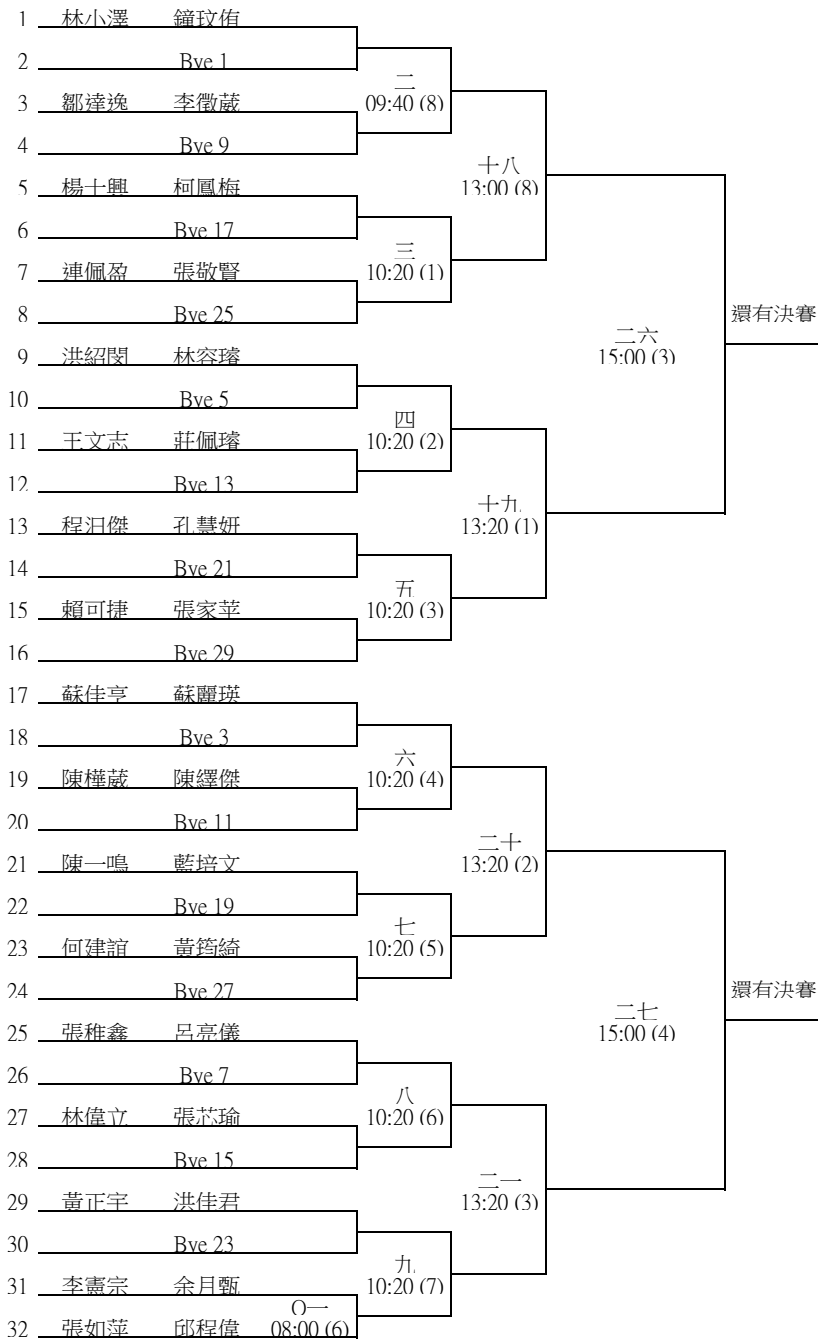 1 林小澤 鐘玟侑
2 Bye 1
二
09:40 (8)
3 鄒達逸 李徵葳
4 Bye 9
十八
13:00 (8)
5 楊十興 柯鳳梅
6 Bye 17
三
10:20 (1)
7 連佩盈 張敬賢
8 Bye 25
還有決賽
二六
15:00 (3)
9 洪紹閔 林容璿
10 Bye 5
四
10:20 (2)
11 王文志 莊佩璿
12 Bye 13
十九
13:20 (1)
13 程汩傑 孔慧妍
14 Bye 21
五
10:20 (3)
15 賴可捷 張家苹
16 Bye 29
17 蘇佳亨 蘇麗瑛
18 Bye 3
六
10:20 (4)
19 陳樺葳 陳繹傑
20 Bye 11
二十
13:20 (2)
21 陳一鳴 藍培文
22 Bye 19
七
10:20 (5)
23 何建誼 黃筠綺
24 Bye 27
還有決賽
二七
15:00 (4)
25 張稚鑫 呂亮儀
26 Bye 7
八
10:20 (6)
27 林偉立 張芯瑜
28 Bye 15
二一
13:20 (3)
29 黃正宇 洪佳君
30 Bye 23
九
10:20 (7)
31 李憲宗 余月甄
O一
32 張如萍 邱程偉 08:00 (6)